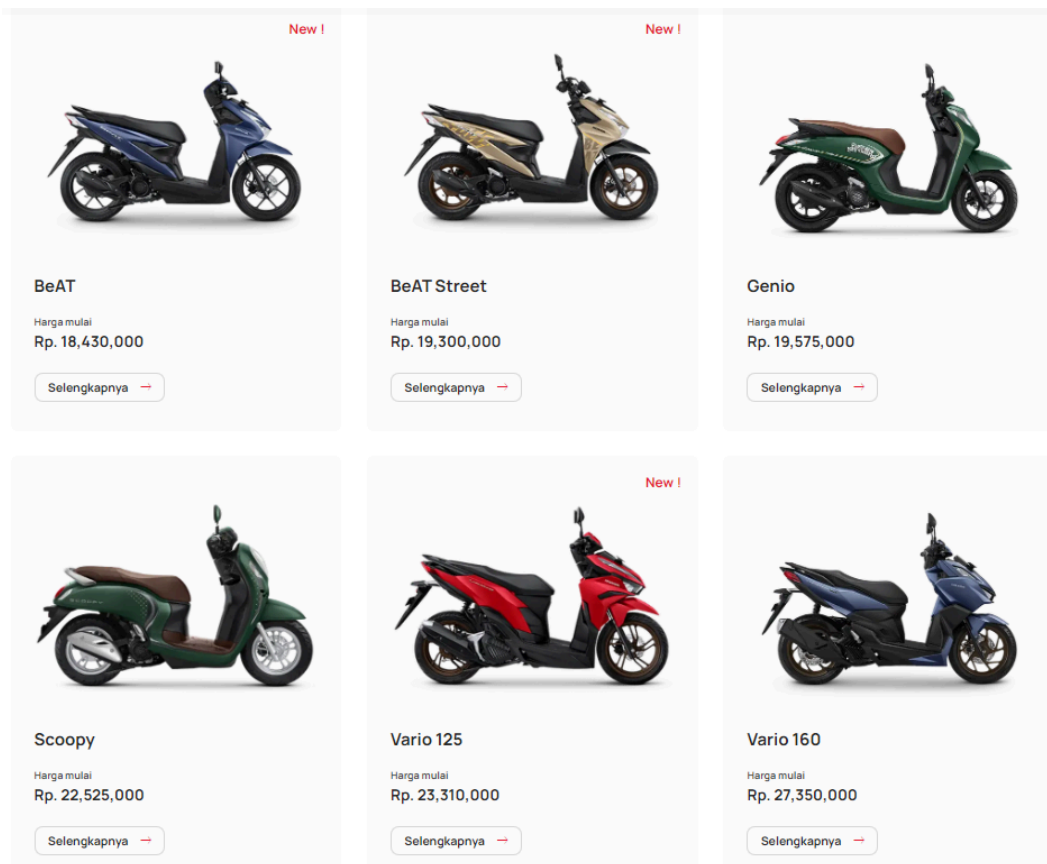 New !
New !
BeAT
Harga mulai
Rp. 18,430,000
Selengkapnya →
BeAT Street
Harga mulai
Rp. 19,300,000
Selengkapnya →
Genio
Harga mulai
Rp. 19,575,000
Selengkapnya →
New !
Scoopy
Harga mulai
Rp. 22,525,000
Selengkapnya →
Vario 125
Harga mulai
Rp. 23,310,000
Selengkapnya →
Vario 160
Harga mulai
Rp. 27,350,000
Selengkapnya →